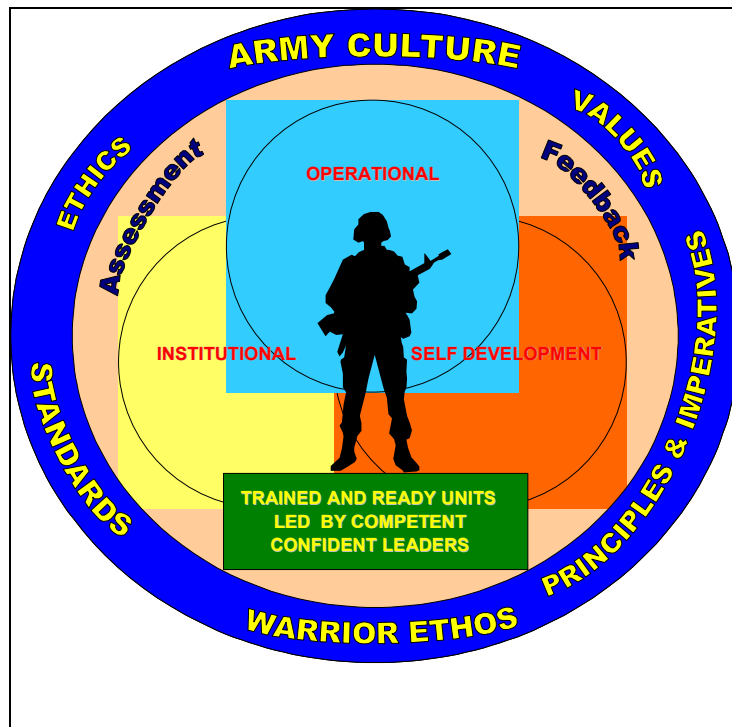 ARMY CULTURE
ETHICS
VALUES
Assessment
Feedback
OPERATIONAL
INSTITUTIONAL
SELF DEVELOPMENT
STANDARDS
PRINCIPLES & IMPERATIVES
TRAINED AND READY UNITS
LED BY COMPETENT
CONFIDENT LEADERS
WARRIOR ETHOS